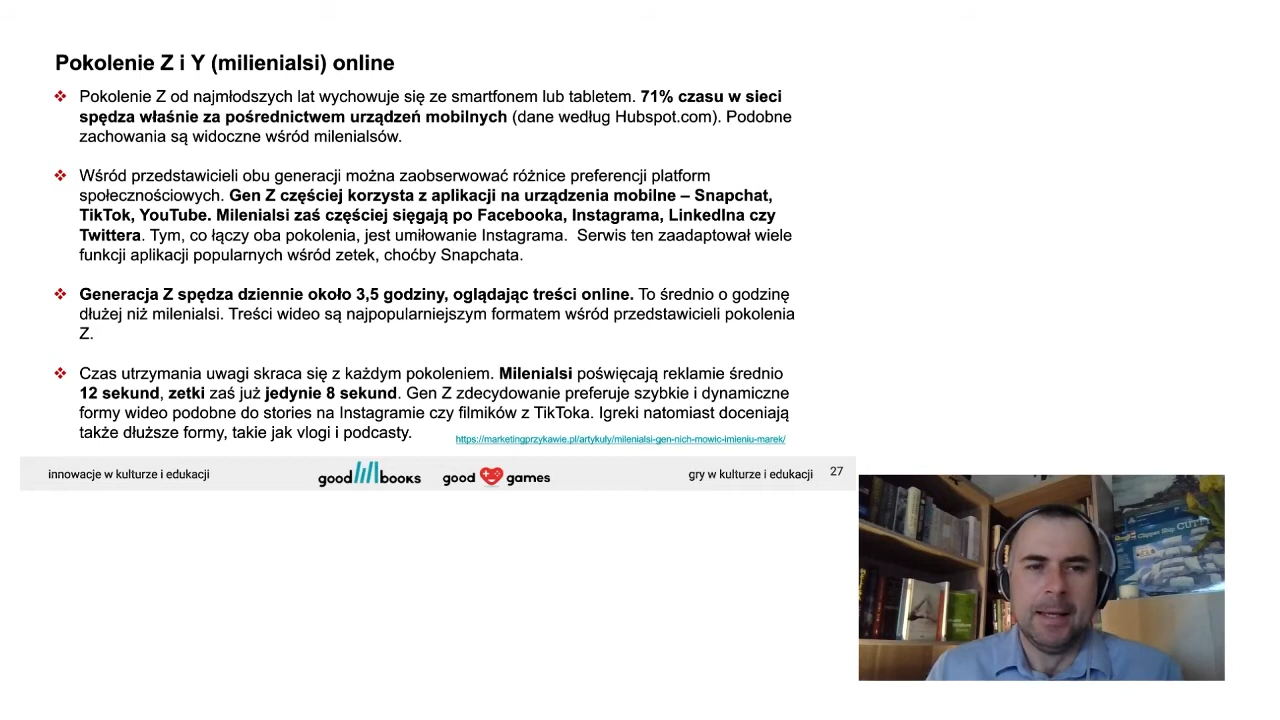 Pokolenie Z i Y (milienialsi) online
❖ Pokolenie Z od najmłodszych lat wychowuje się ze smartfonem lub tabletem. 71% czasu w sieci
spędza właśnie za pośrednictwem urządzeń mobilnych (dane według Hubspot.com). Podobne
zachowania są widoczne wśród milenialsów.
❖ Wśród przedstawicieli obu generacji można zaobserwować różnice preferencji platform
społecznościowych. Gen Z częściej korzysta z aplikacji na urządzenia mobilne – Snapchat,
TikTok, YouTube. Milenialsi zaś częściej sięgają po Facebooka, Instagrama, LinkedIna czy
Twittera. Tym, co łączy oba pokolenia, jest umiłowanie Instagrama. Serwis ten zaadaptował wiele
funkcji aplikacji popularnych wśród zetek, choćby Snapchata.
❖ Generacja Z spędza dziennie około 3,5 godziny, oglądając treści online. To średnio o godzinę
dłużej niż milenialsi. Treści wideo są najpopularniejszym formatem wśród przedstawicieli pokolenia
Z.
❖ Czas utrzymania uwagi skraca się z każdym pokoleniem. Milenialsi poświęcają reklamie średnio
12 sekund, zetki zaś już jedynie 8 sekund. Gen Z zdecydowanie preferuje szybkie i dynamiczne
formy wideo podobne do stories na Instagramie czy filmików z TikToka. Igreki natomiast doceniają
także dłuższe formy, takie jak vlogi i podcasty.
https://marketingprzykawie.pl/artykuly/milenialsi-gen-nich-mowic-imieniu-marek/
innowacje w kulturze i edukacji
good books
good games
gry w kulturze i edukacji
27
Clipper Ship CUTTY